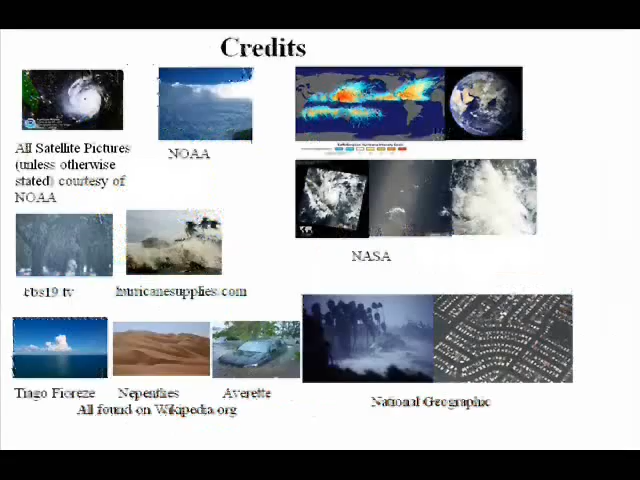 Credits
All Satellite Pictures
(unless otherwise
stated) courtesy of
NOAA
NOAA
NASA
cbs19 tv
hurricanesupplies.com
Tiago Fioreze
Nepenthes
Averette
All found on Wikipedia.org
National Geographic